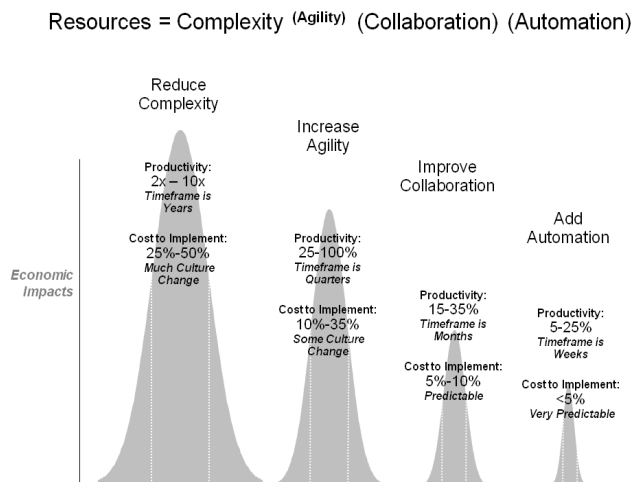 Resources = Complexity (Agility) (Collaboration) (Automation)
Reduce
Complexity
Productivity:
2x – 10x
Timeframe is
Years
Cost to Implement:
25%-50%
Much Culture
Change
Increase
Agility
Productivity:
25-100%
Timeframe is
Quarters
Cost to Implement:
10%-35%
Some Culture
Change
Improve
Collaboration
Productivity:
15-35%
Timeframe is
Months
Cost to Implement:
5%-10%
Predictable
Add
Automation
Productivity:
5-25%
Timeframe is
Weeks
Cost to Implement:
<5%
Very Predictable
Economic
Impacts